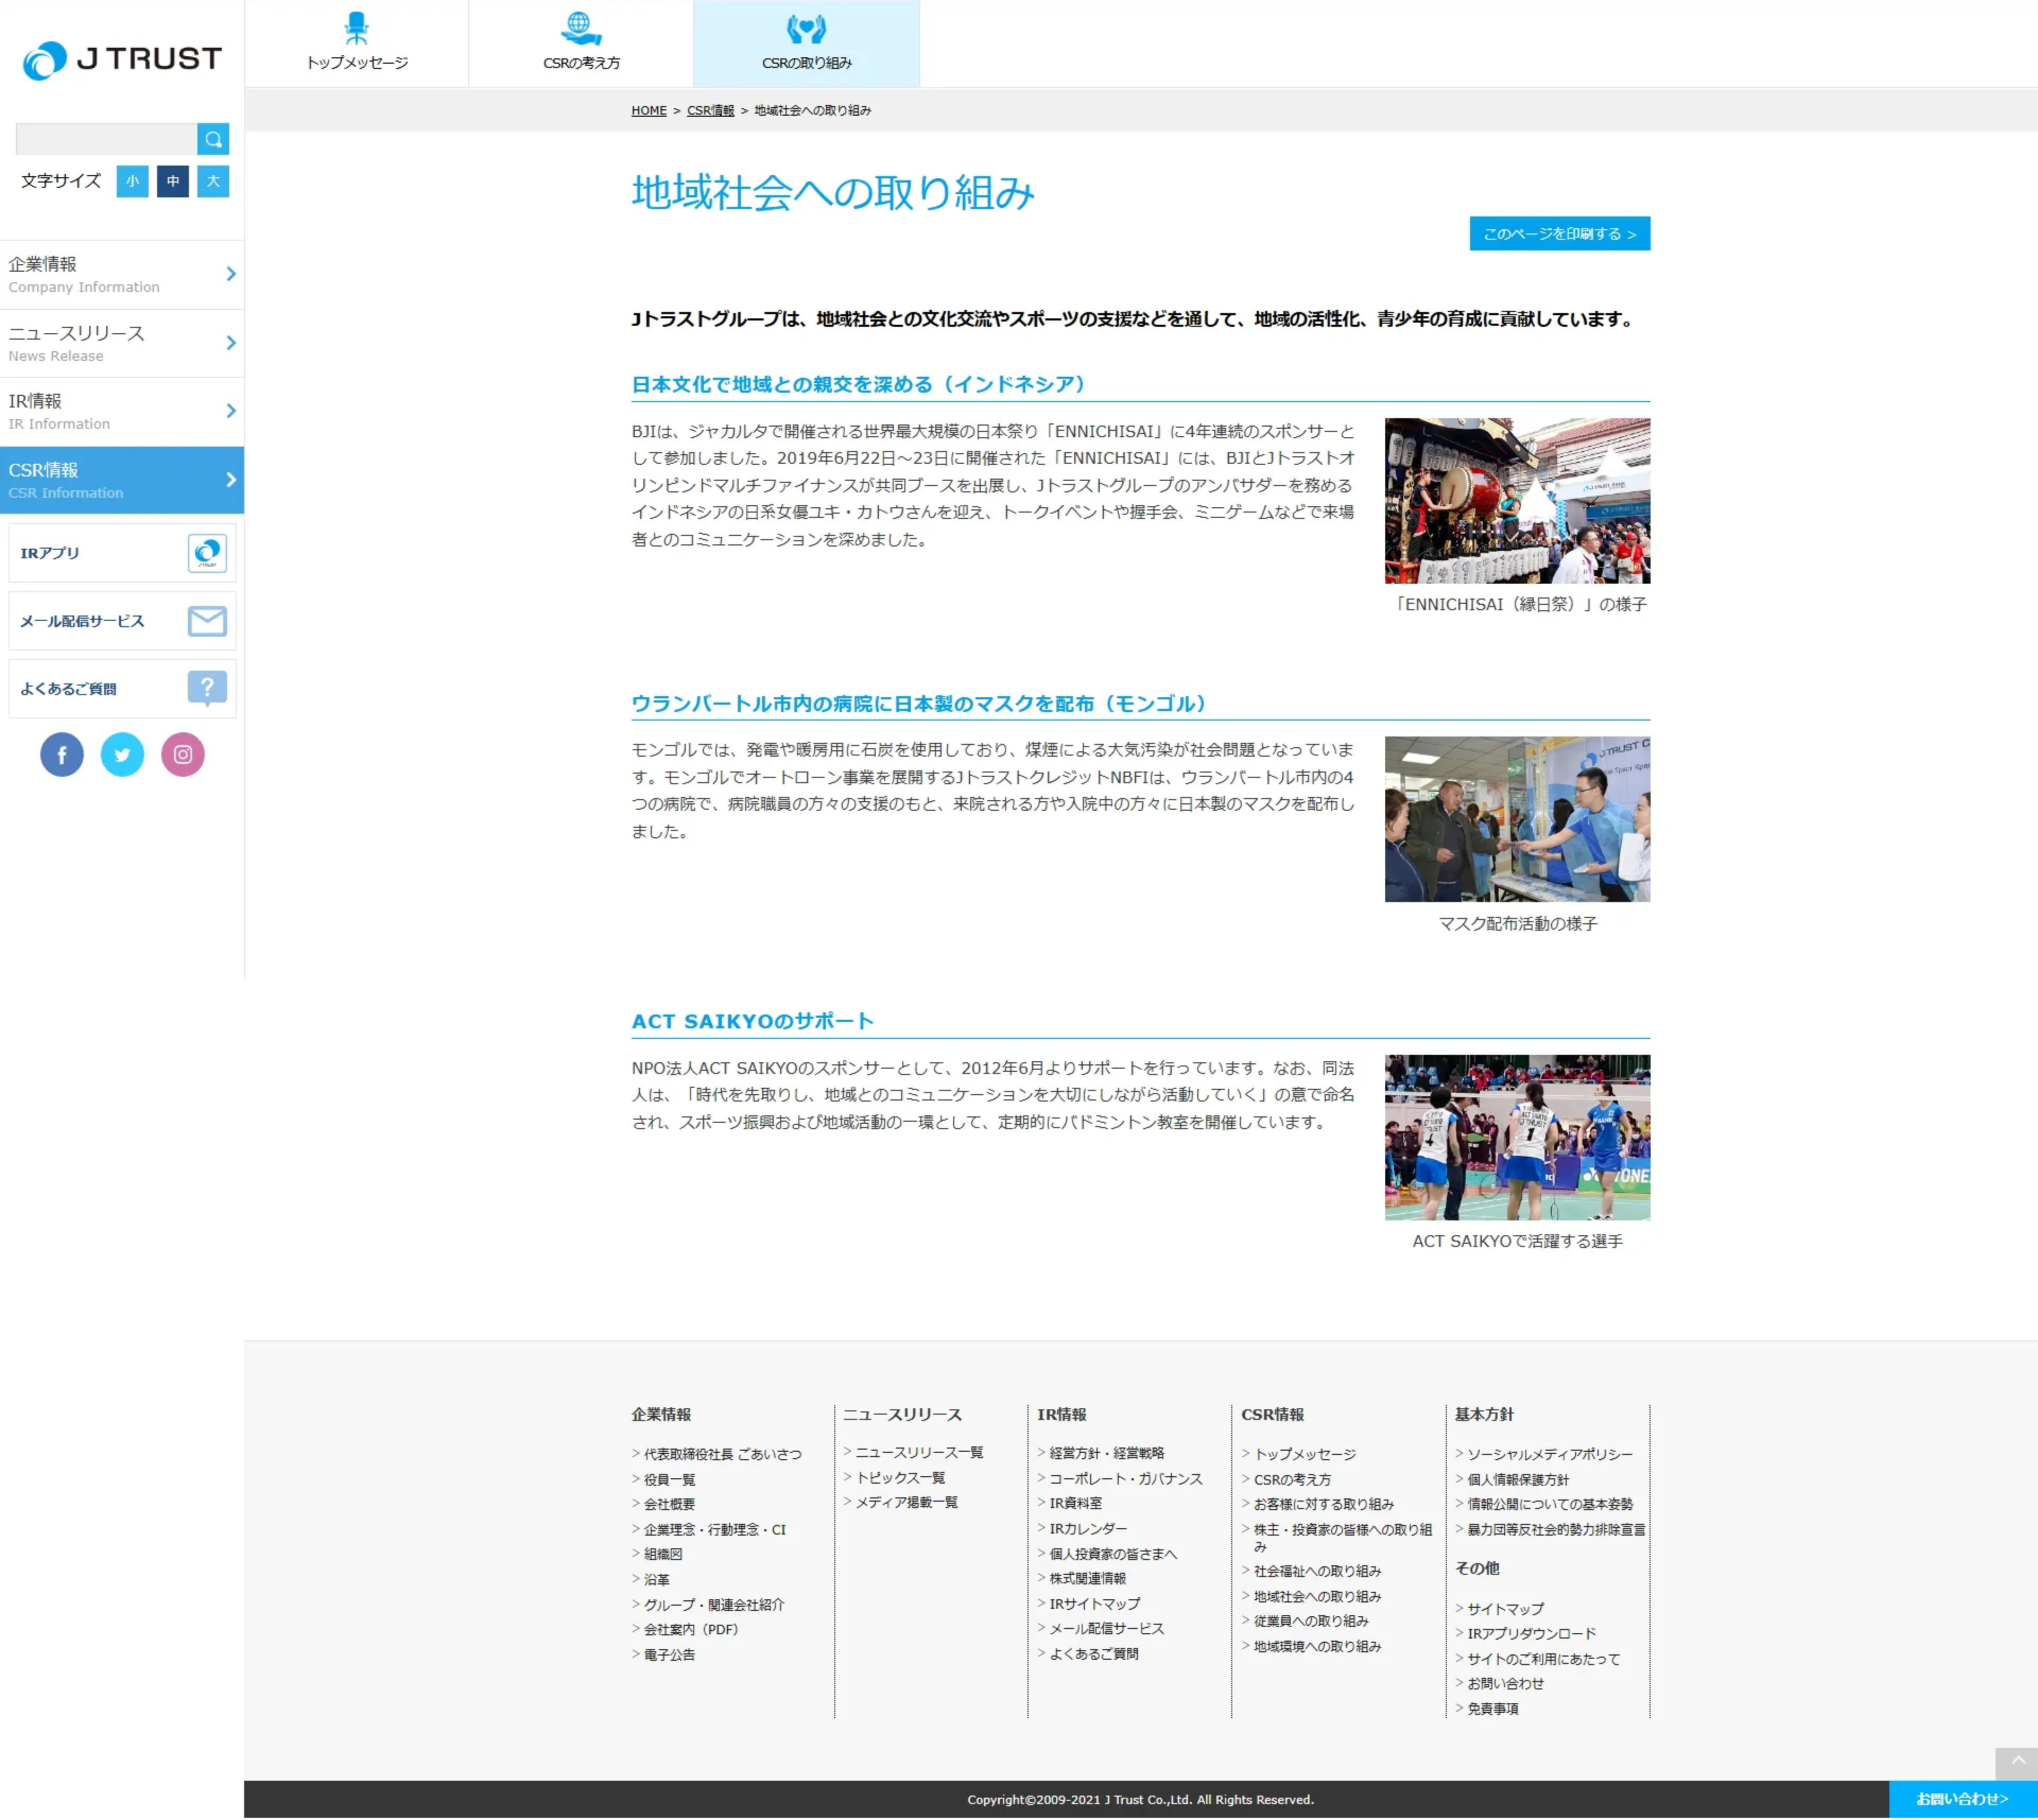 J TRUST
トップメッセージ
CSRの考え方
CSRの取り組み
文字サイズ 小 中 大
企業情報
Company Information
ニュースリリース
News Release
IR情報
IR Information
CSR情報
CSR Information
IRアプリ
メール配信サービス
よくあるご質問
HOME > CSR情報 > 地域社会への取り組み
地域社会への取り組み
このページを印刷する >
Jトラストグループは、地域社会との文化交流やスポーツの支援などを通して、地域の活性化、青少年の育成に貢献しています。
日本文化で地域との親交を深める（インドネシア）
BJIは、ジャカルタで開催される世界最大規模の日本祭り「ENNICHISAI」に4年連続のスポンサーと
して参加しました。2019年6月22日～23日に開催された「ENNICHISAI」には、BJIとJトラストオ
リンピンドマルチファイナンスが共同ブースを出展し、Jトラストグループのアンバサダーを務める
インドネシアの日系女優ユキ・カトウさんを迎え、トークイベントや握手会、ミニゲームなどで来場
者とのコミュニケーションを深めました。
「ENNICHISAI（縁日祭）」の様子
ウランバートル市内の病院に日本製のマスクを配布（モンゴル）
モンゴルでは、発電や暖房用に石炭を使用しており、煤煙による大気汚染が社会問題となっていま
す。モンゴルでオートローン事業を展開するJトラストクレジットNBFIは、ウランバートル市内の4
つの病院で、病院職員の方々の支援のもと、来院される方や入院中の方々に日本製のマスクを配布し
ました。
マスク配布活動の様子
ACT SAIKYOのサポート
NPO法人ACT SAIKYOのスポンサーとして、2012年6月よりサポートを行っています。なお、同法
人は、「時代を先取りし、地域とのコミュニケーションを大切にしながら活動していく」の意で命名
され、スポーツ振興および地域活動の一環として、定期的にバドミントン教室を開催しています。
ACT SAIKYOで活躍する選手
企業情報
> 代表取締役社長 ごあいさつ
> 役員一覧
> 会社概要
> 企業理念・行動理念・CI
> 組織図
> 沿革
> グループ・関連会社紹介
> 会社案内（PDF）
> 電子公告
ニュースリリース
> ニュースリリース一覧
> トピックス一覧
> メディア掲載一覧
IR情報
> 経営方針・経営戦略
> コーポレート・ガバナンス
> IR資料室
> IRカレンダー
> 個人投資家の皆さまへ
> 株式関連情報
> IRサイトマップ
> メール配信サービス
> よくあるご質問
CSR情報
> トップメッセージ
> CSRの考え方
> お客様に対する取り組み
> 株主・投資家の皆様への取り組
み
> 社会福祉への取り組み
> 地域社会への取り組み
> 従業員への取り組み
> 地域環境への取り組み
基本方針
> ソーシャルメディアポリシー
> 個人情報保護方針
> 情報公開についての基本姿勢
> 暴力団等反社会的勢力排除宣言
その他
> サイトマップ
> IRアプリダウンロード
> サイトのご利用にあたって
> お問い合わせ
> 免責事項
Copyright©2009-2021 J Trust Co.,Ltd. All Rights Reserved.
お問い合わせ>